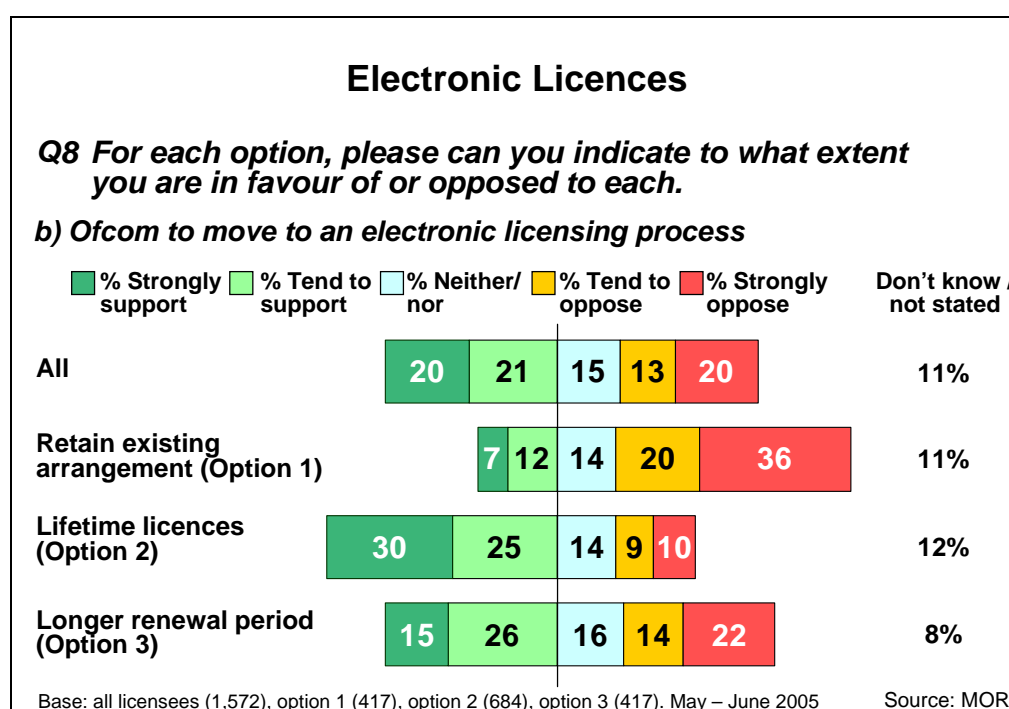 Electronic Licences
Q8 For each option, please can you indicate to what extent
you are in favour of or opposed to each.
b) Ofcom to move to an electronic licensing process
% Strongly support
% Tend to support
% Neither/ nor
% Tend to oppose
% Strongly oppose
Don't know /
not stated
All
20 21 15 13 20
11%
Retain existing
arrangement (Option 1)
7 12 14 20 36
11%
Lifetime licences
(Option 2)
30 25 14 9 10
12%
Longer renewal period
(Option 3)
15 26 16 14 22
8%
Base: all licensees (1,572), option 1 (417), option 2 (684), option 3 (417). May – June 2005
Source: MOR